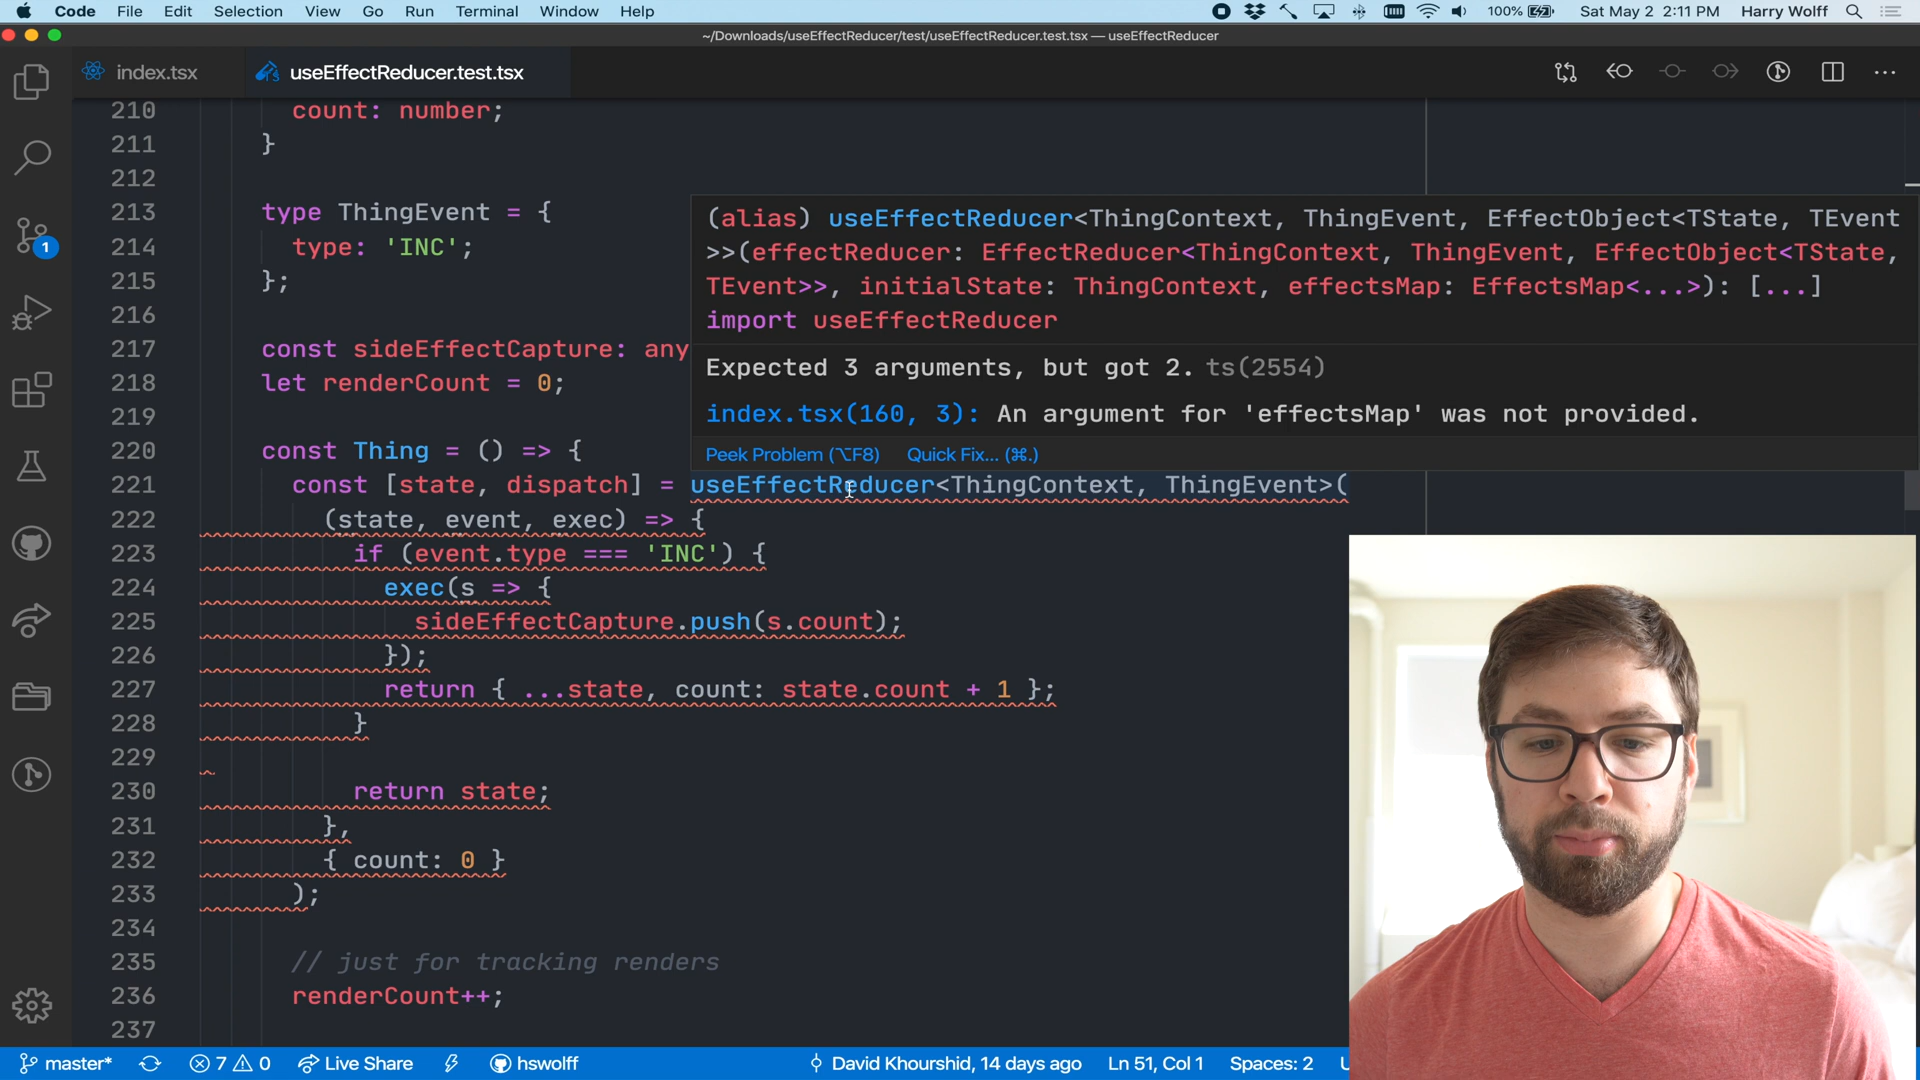 Code File Edit Selection View Go Run Terminal Window Help 100% Sat May 2 2:11 PM Harry Wolff
~/Downloads/useEffectReducer/test/useEffectReducer.test.tsx — useEffectReducer
index.tsx useEffectReducer.test.tsx
210 count: number;
211 }
212
213 type ThingEvent = {
214 type: 'INC';
215 };
216
217 const sideEffectCapture: any
218 let renderCount = 0;
219
220 const Thing = () => {
221 const [state, dispatch] = useEffectReducer<ThingContext, ThingEvent>(
222 (state, event, exec) => {
223 if (event.type === 'INC') {
224 exec(s => {
225 sideEffectCapture.push(s.count);
226 });
227 return { ...state, count: state.count + 1 };
228 }
229
230 return state;
231 },
232 { count: 0 }
233 );
234
235 // just for tracking renders
236 renderCount++;
237
(alias) useEffectReducer<ThingContext, ThingEvent, EffectObject<TState, TEvent
>>(effectReducer: EffectReducer<ThingContext, ThingEvent, EffectObject<TState,
TEvent>>, initialState: ThingContext, effectsMap: EffectsMap<...>): [...]
import useEffectReducer
Expected 3 arguments, but got 2. ts(2554)
index.tsx(160, 3): An argument for 'effectsMap' was not provided.
Peek Problem (⌥F8) Quick Fix... (⌘.)
1
master* 7 0 Live Share hswolff David Khourshid, 14 days ago Ln 51, Col 1 Spaces: 2